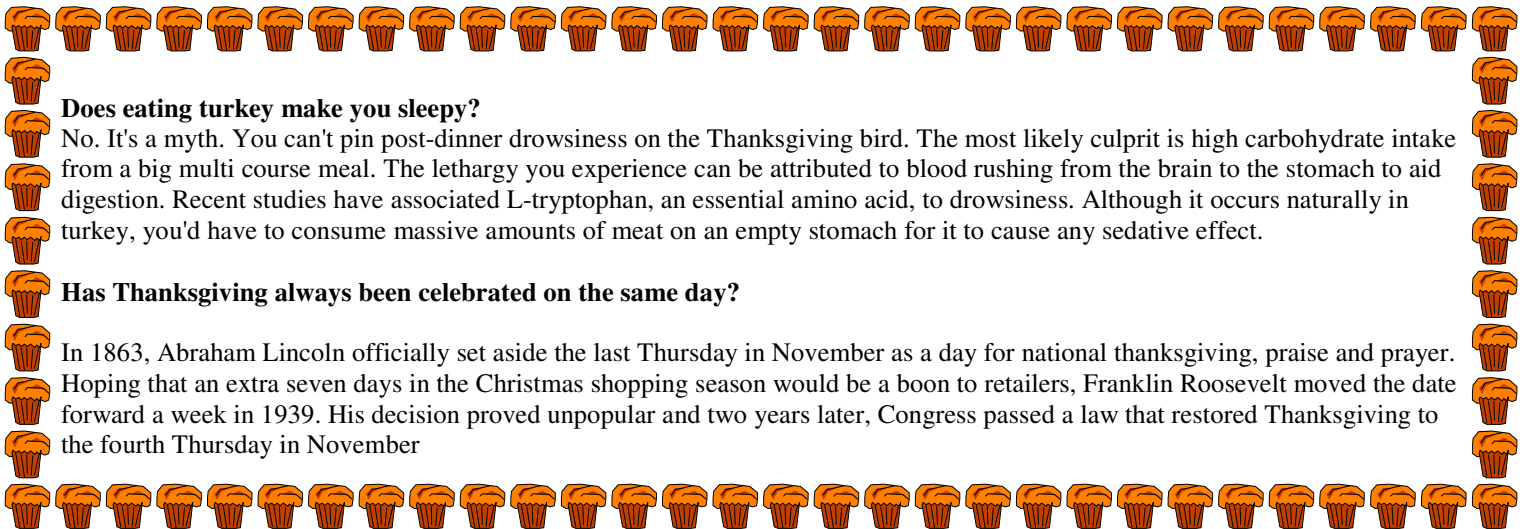 Does eating turkey make you sleepy?
No. It's a myth. You can't pin post-dinner drowsiness on the Thanksgiving bird. The most likely culprit is high carbohydrate intake
from a big multi course meal. The lethargy you experience can be attributed to blood rushing from the brain to the stomach to aid
digestion. Recent studies have associated L-tryptophan, an essential amino acid, to drowsiness. Although it occurs naturally in
turkey, you'd have to consume massive amounts of meat on an empty stomach for it to cause any sedative effect.
Has Thanksgiving always been celebrated on the same day?
In 1863, Abraham Lincoln officially set aside the last Thursday in November as a day for national thanksgiving, praise and prayer.
Hoping that an extra seven days in the Christmas shopping season would be a boon to retailers, Franklin Roosevelt moved the date
forward a week in 1939. His decision proved unpopular and two years later, Congress passed a law that restored Thanksgiving to
the fourth Thursday in November